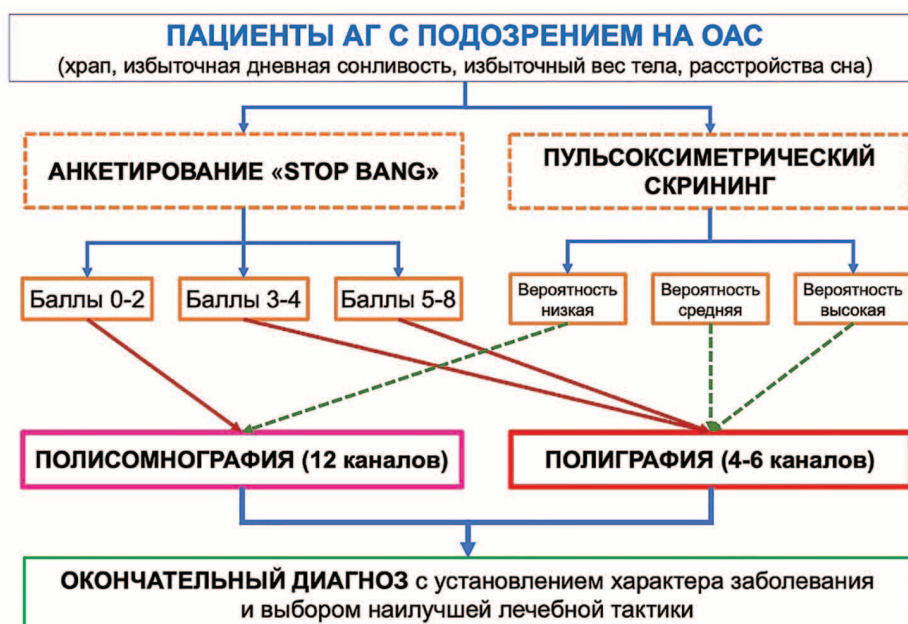 ПАЦИЕНТЫ АГ С ПОДОЗРЕНИЕМ НА ОАС
(храп, избыточная дневная сонливость, избыточный вес тела, расстройства сна)
АНКЕТИРОВАНИЕ «STOP BANG»
ПУЛЬСОКСИМЕТРИЧЕСКИЙ
СКРИНИНГ
Баллы 0-2
Баллы 3-4
Баллы 5-8
Вероятность
низкая
Вероятность
средняя
Вероятность
высокая
ПОЛИСОМНОГРАФИЯ (12 каналов)
ПОЛИГРАФИЯ (4-6 каналов)
ОКОНЧАТЕЛЬНЫЙ ДИАГНОЗ с установлением характера заболевания
и выбором наилучшей лечебной тактики